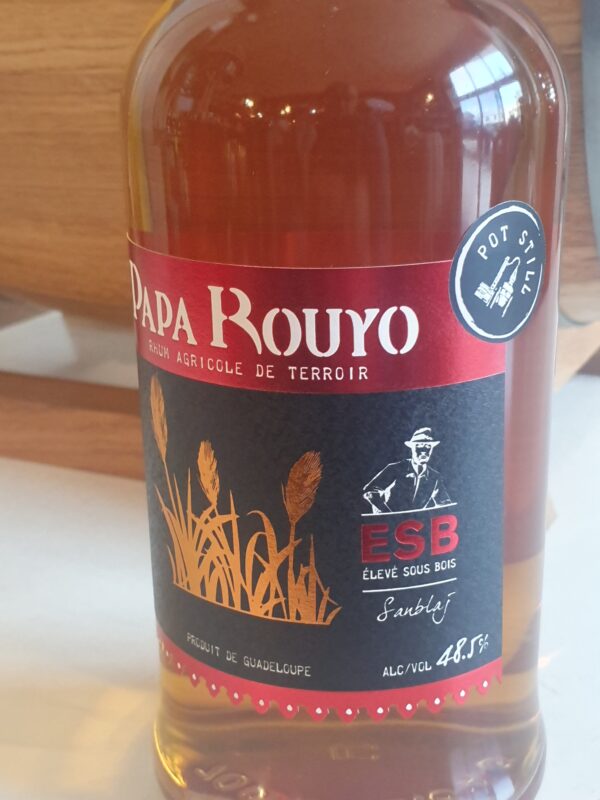 POT STILL
PAPA ROUYO
RHUM AGRICOLE DE TERROIR
ESB
ÉLEVÉ SOUS BOIS
Sanblaj
PRODUIT DE GUADELOUPE
ALC/VOL 48.5%